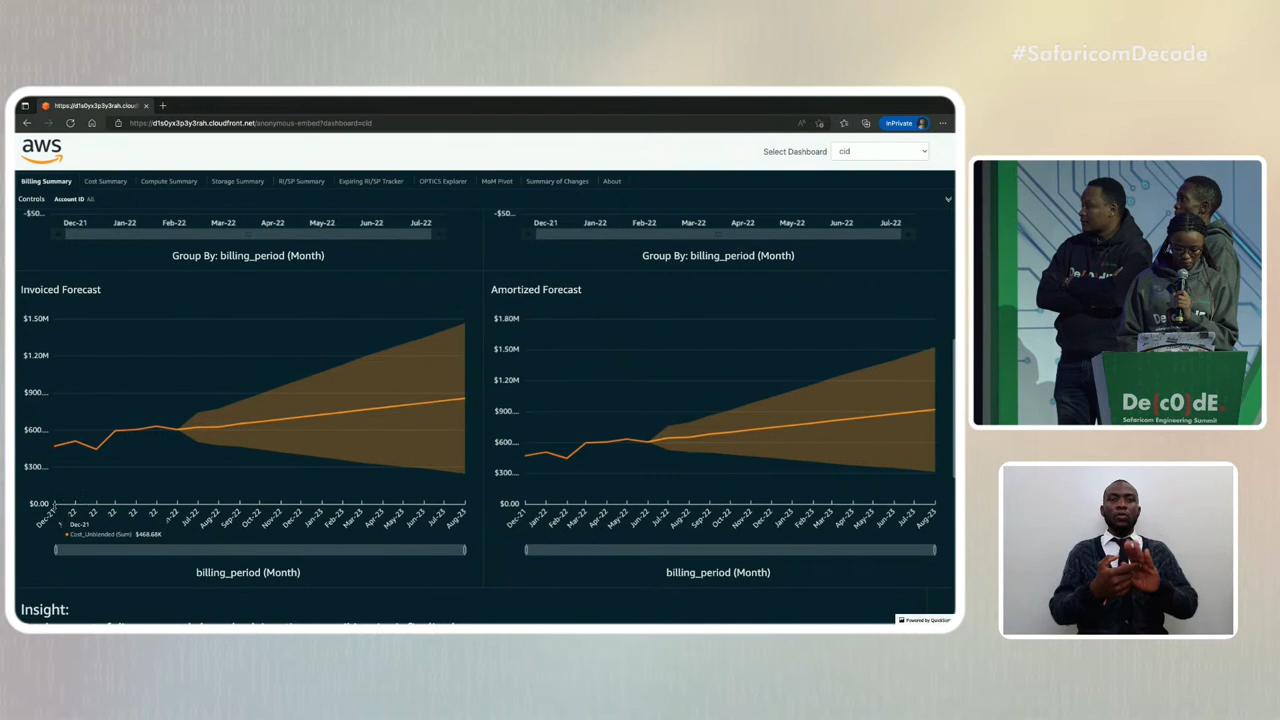 #SafaricomDecade
https://d1s0yx3p3y3rah.cloudf
https://d1s0yx3p3y3rah.cloudfront.net/anonymous-embed?dashboard=cid
InPrivate
aws
Select Dashboard cid
Billing Summary Cost Summary Compute Summary Storage Summary RI/SP Summary Expiring RI/SP Tracker OPTICS Explorer MoM Pivot Summary of Changes About
Controls Account ID All
-$50... -$50...
Dec-21 Jan-22 Feb-22 Mar-22 Apr-22 May-22 Jun-22 Jul-22 Dec-21 Jan-22 Feb-22 Mar-22 Apr-22 May-22 Jun-22 Jul-22
Group By: billing_period (Month) Group By: billing_period (Month)
Invoiced Forecast Amortized Forecast
$1.50M $1.80M
$1.20M $1.50M
$900.... $1.20M
$600.... $900....
$300.... $600....
$300....
$0.00 $0.00
Dec-21 Jul-22 Aug-22 Sep-22 Oct-22 Nov-22 Dec-22 Jan-23 Feb-23 Mar-23 Apr-23 May-23 Jun-23 Jul-23 Aug-23
Dec-21 Jan-22 Feb-22 Mar-22 Apr-22 May-22 Jun-22 Jul-22 Aug-22 Sep-22 Oct-22 Nov-22 Dec-22 Jan-23 Feb-23 Mar-23 Apr-23 May-23 Jun-23 Jul-23 Aug-23
Dec-21
Cost_Unblended (Sum) $468.68K
billing_period (Month) billing_period (Month)
Insight:
Powered by QuickSight
De{c0}dE.
Safaricom Engineering Summit